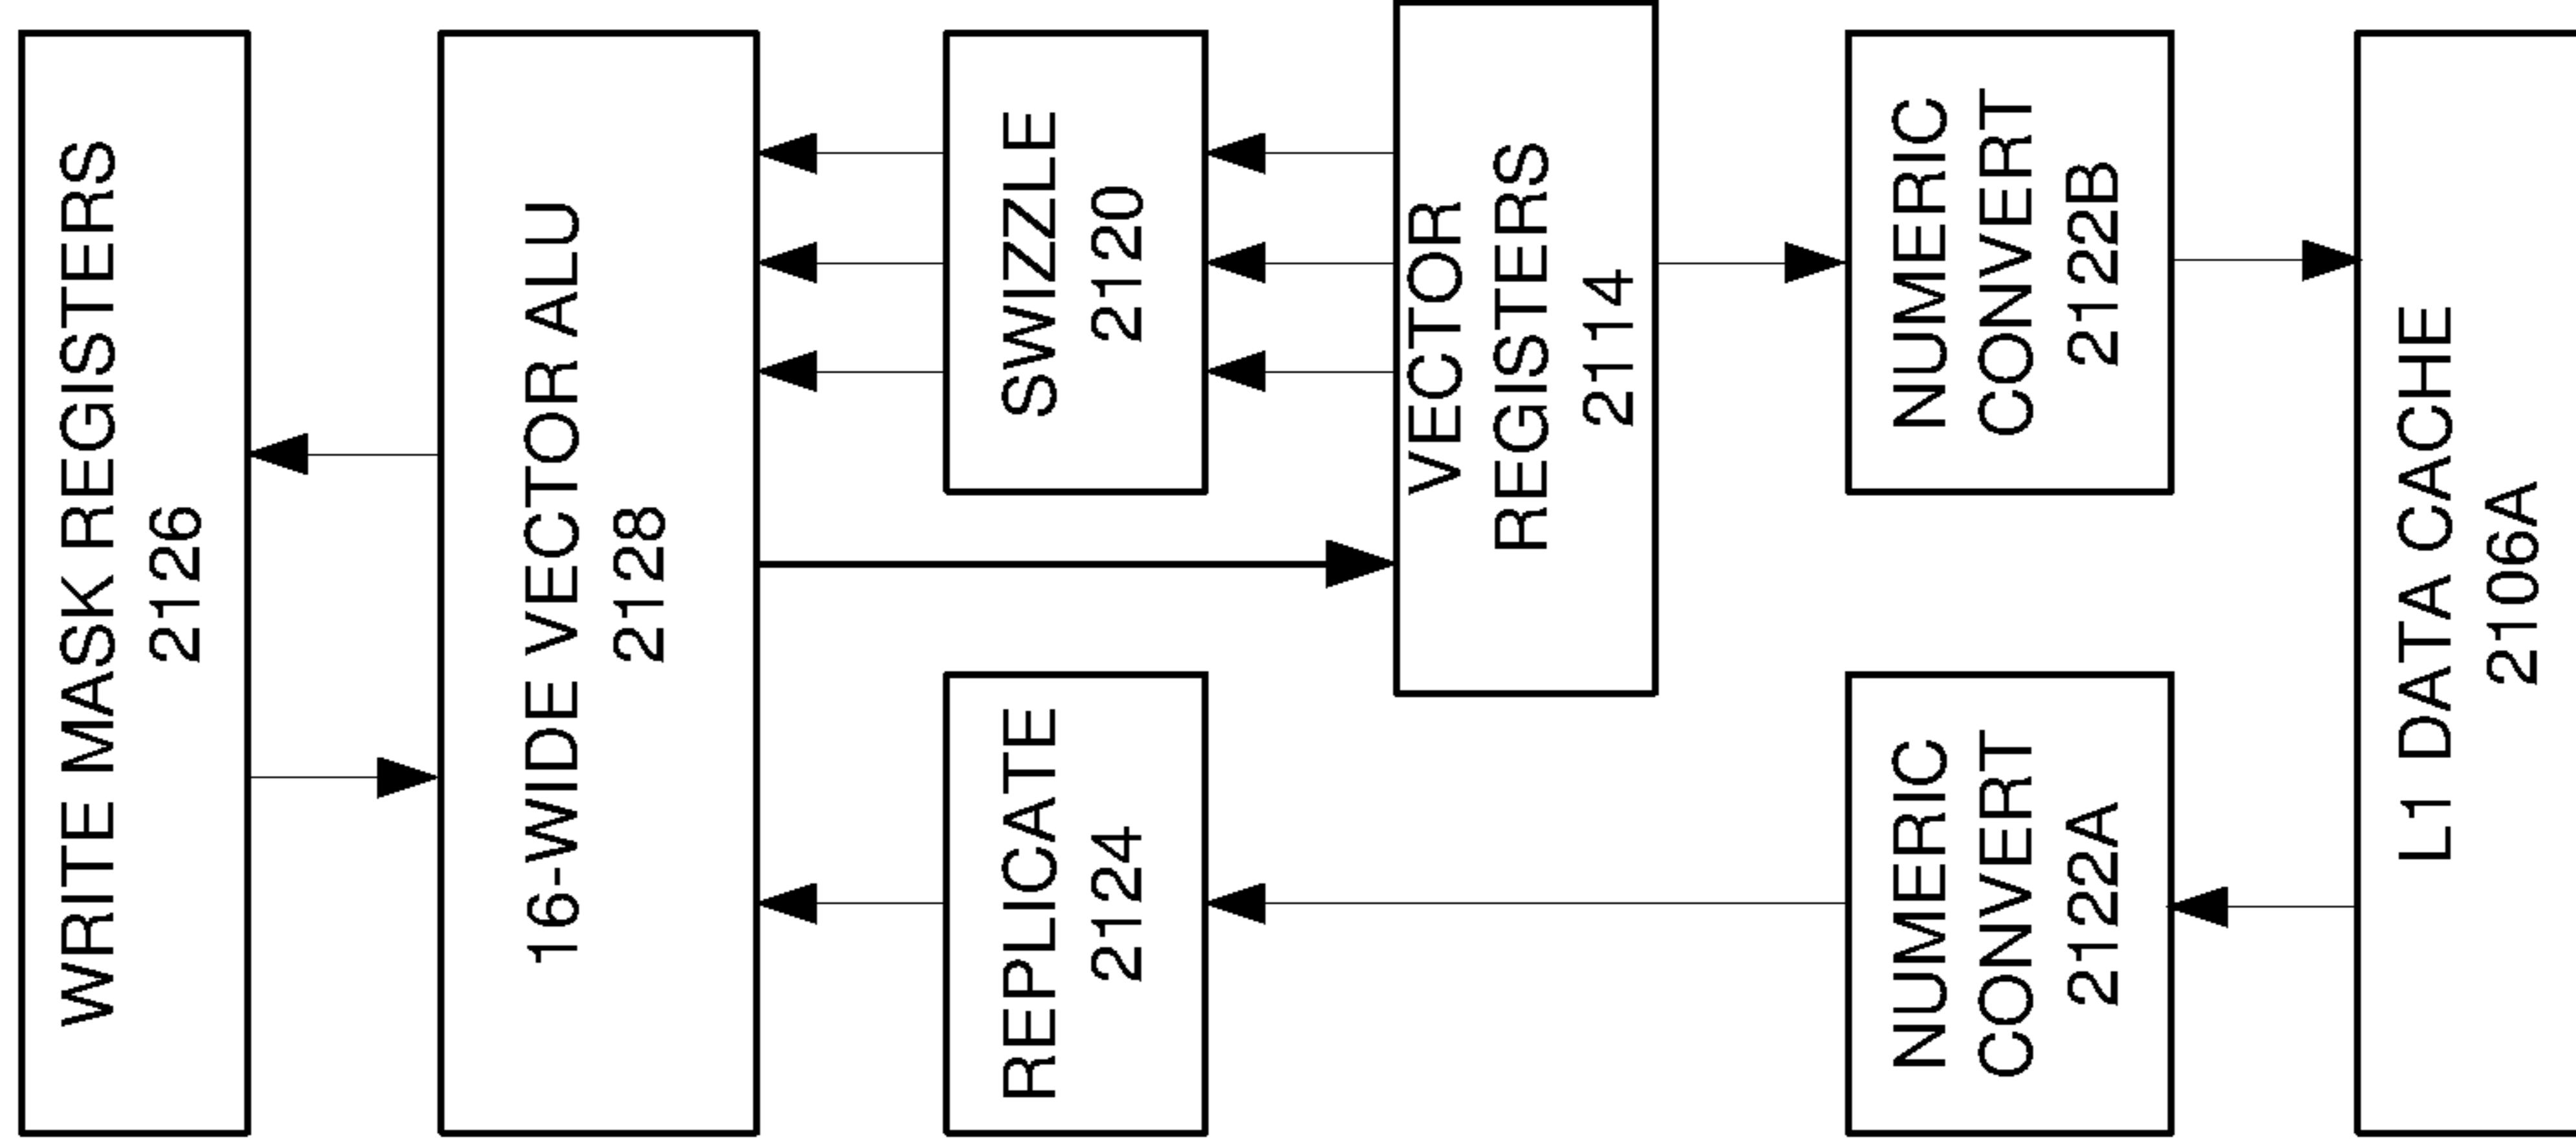 WRITE MASK REGISTERS
2126
16-WIDE VECTOR ALU
2128
REPLICATE
2124
SWIZZLE
2120
VECTOR
REGISTERS
2114
NUMERIC
CONVERT
2122A
NUMERIC
CONVERT
2122B
L1 DATA CACHE
2106A